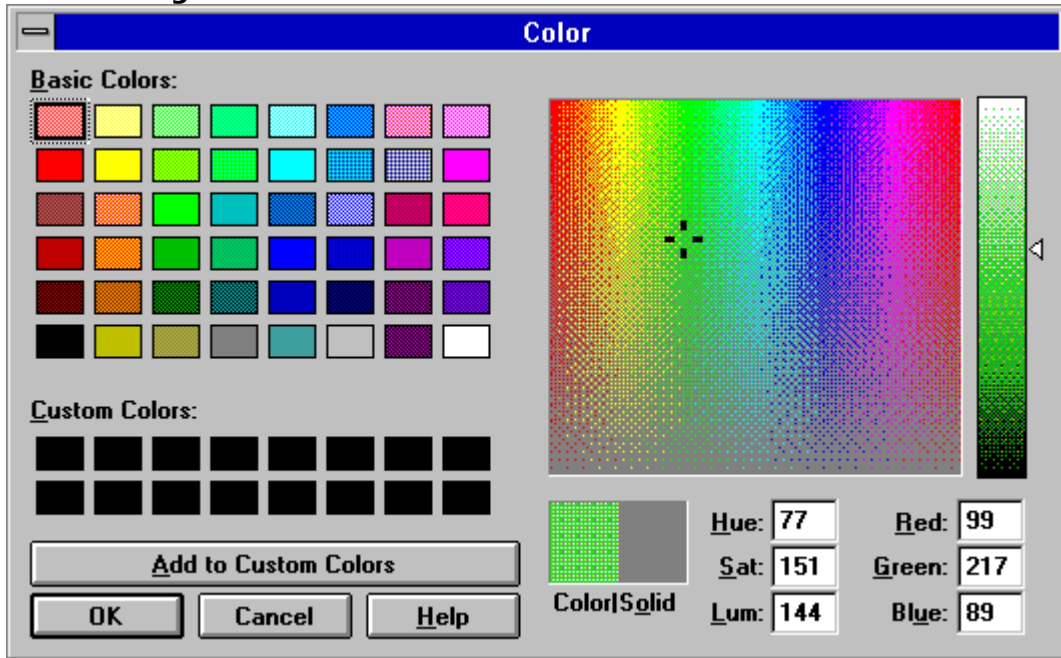 Color
Basic Colors:
Custom Colors:
Add to Custom Colors
OK Cancel Help
Color|Solid
Hue: 77 Red: 99
Sat: 151 Green: 217
Lum: 144 Blue: 89